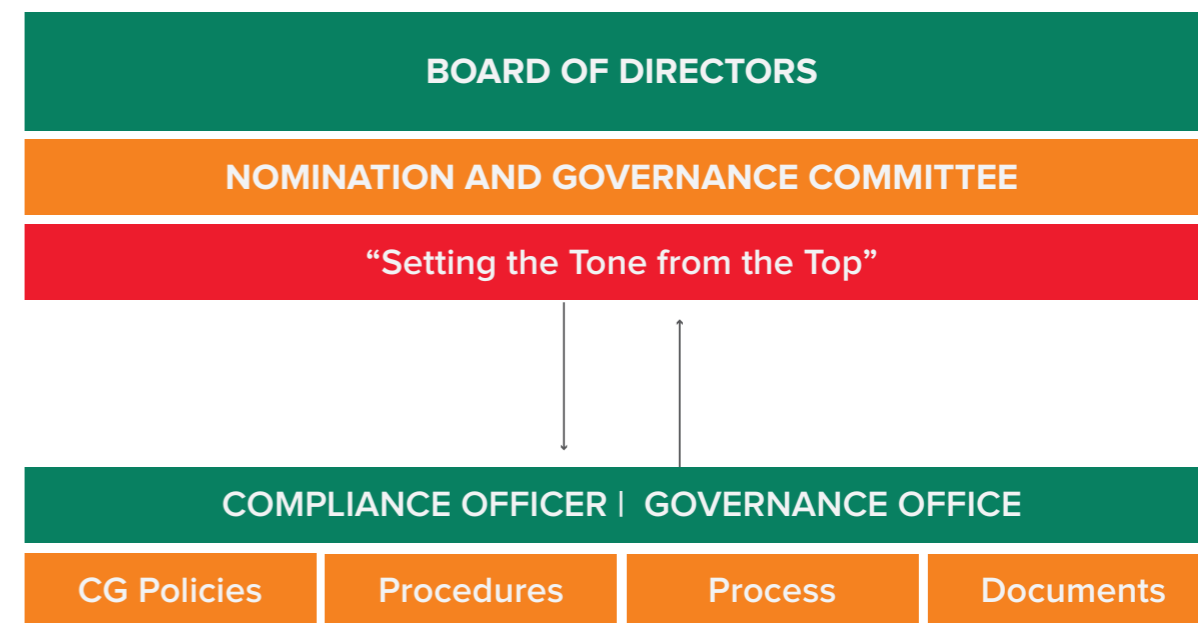 BOARD OF DIRECTORS
NOMINATION AND GOVERNANCE COMMITTEE
“Setting the Tone from the Top”
COMPLIANCE OFFICER | GOVERNANCE OFFICE
CG Policies
Procedures
Process
Documents